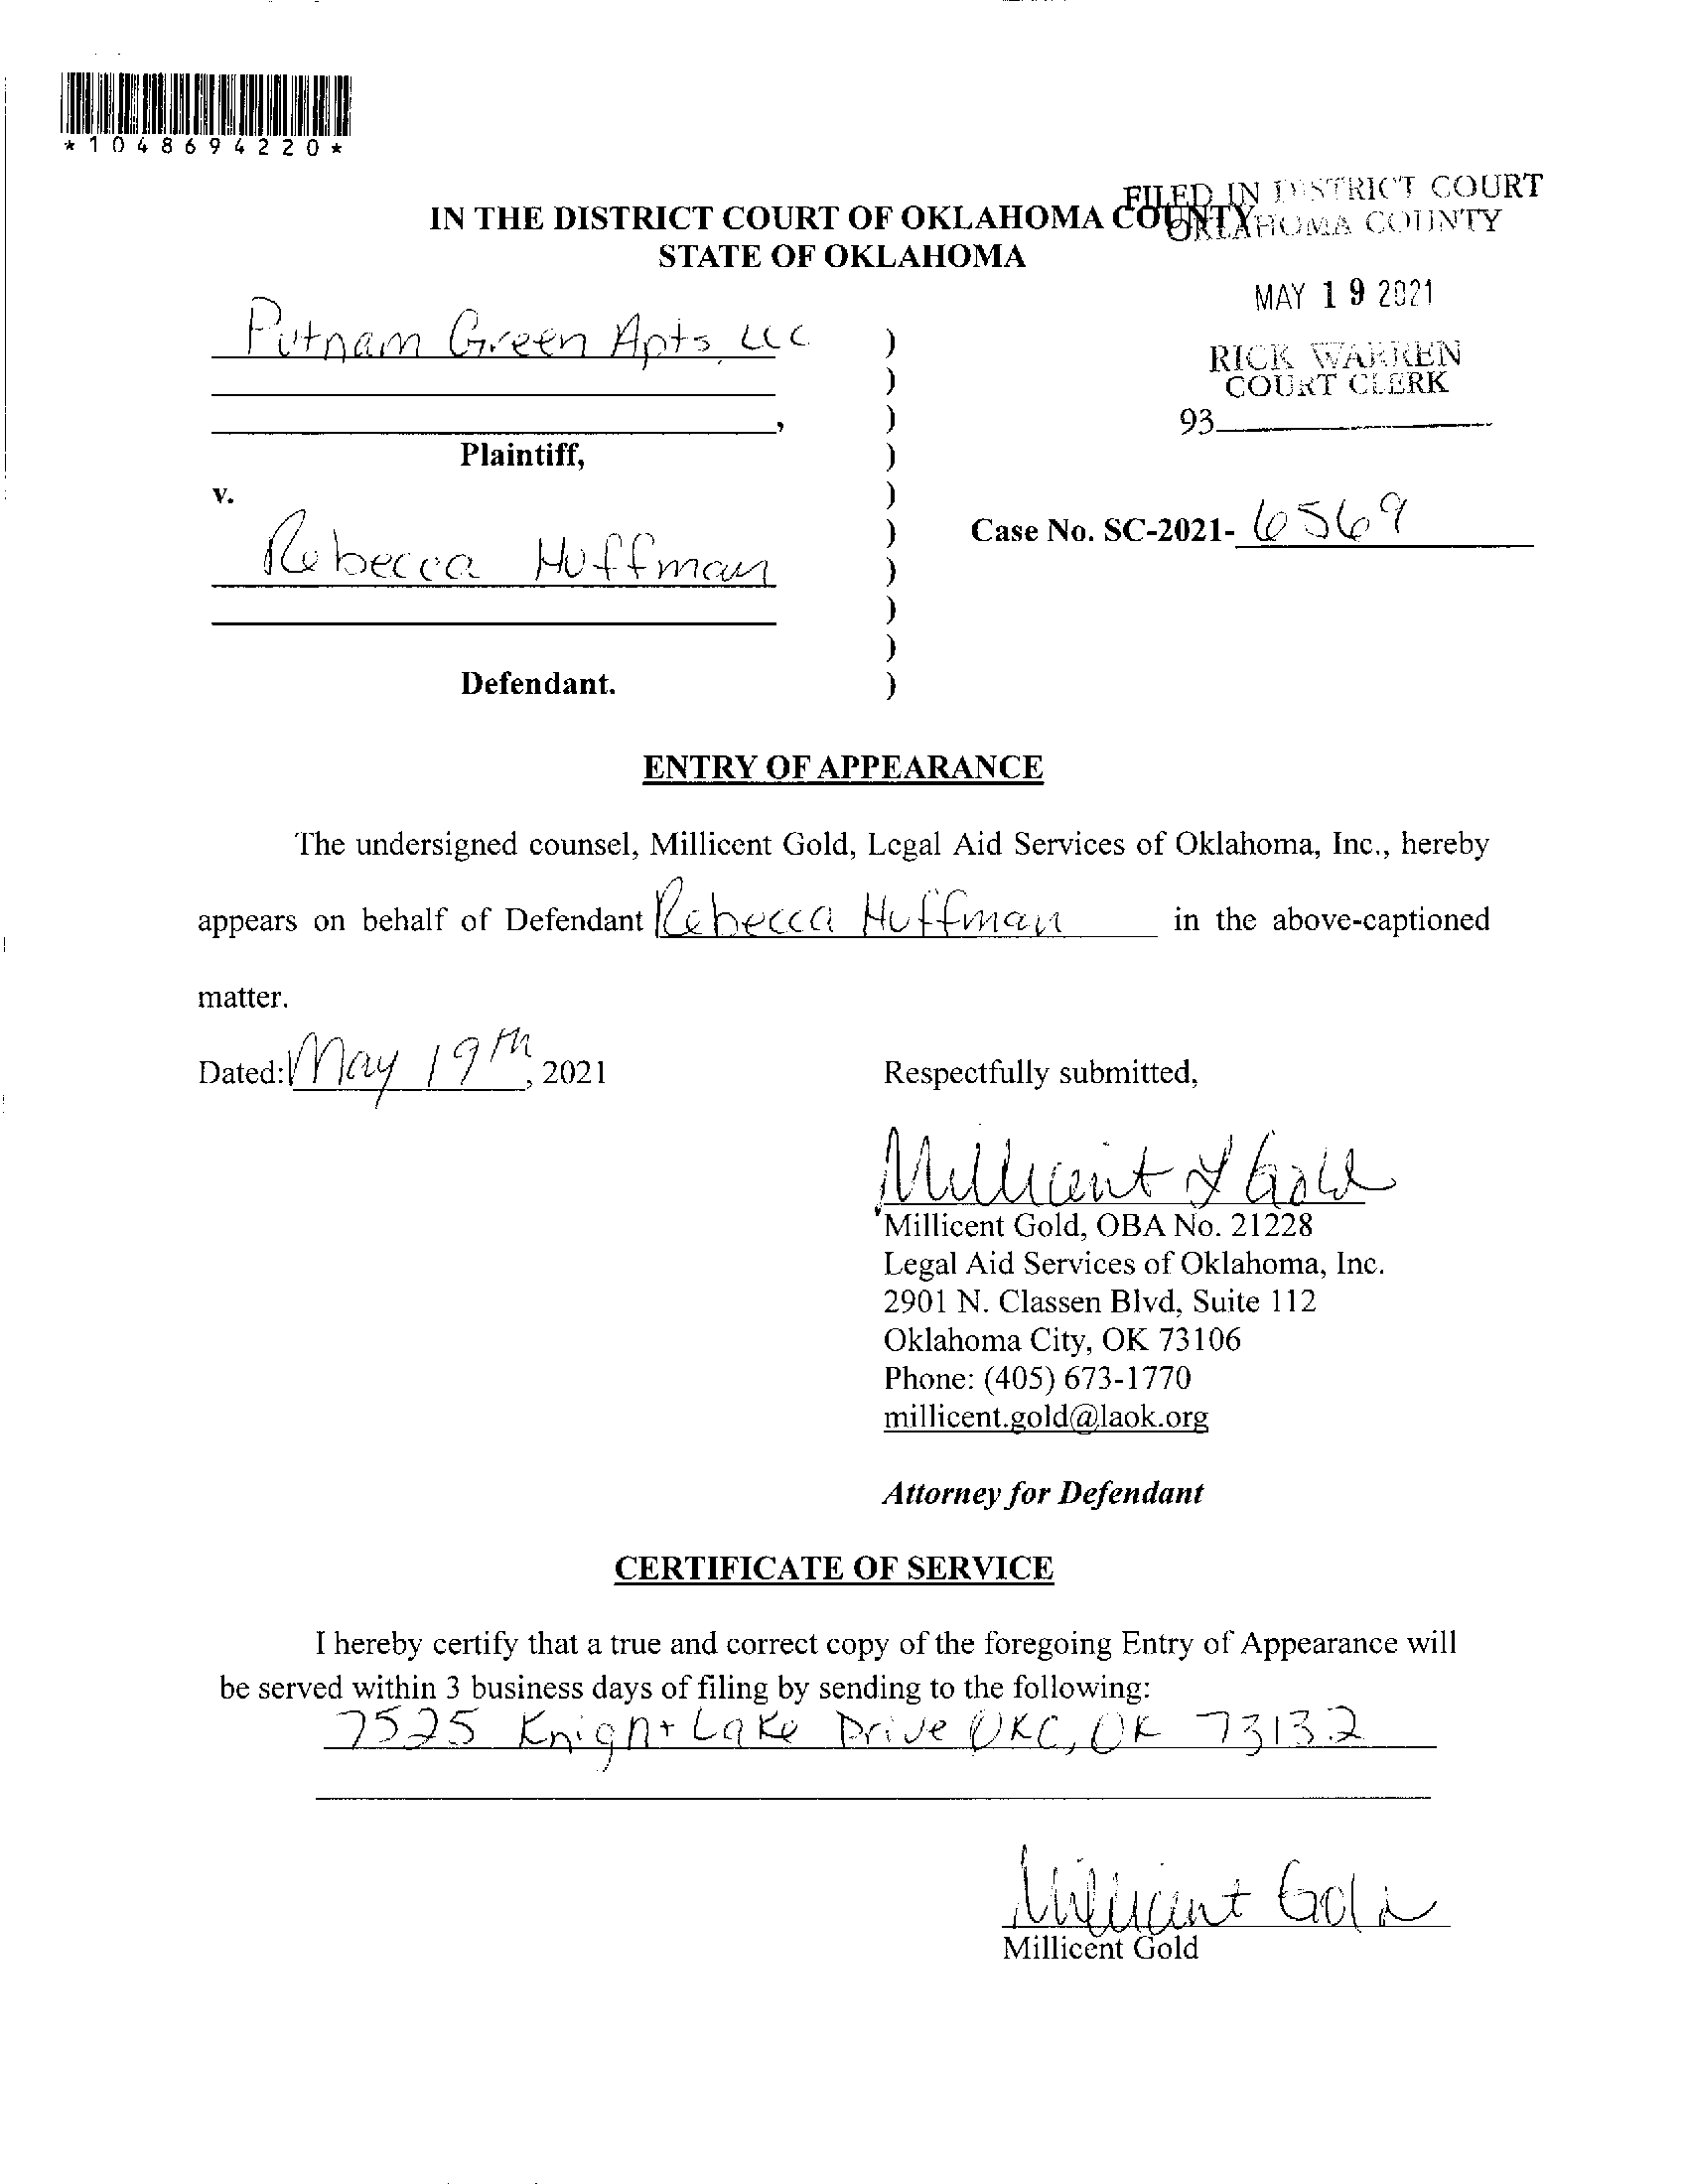 *1048694220*
FILED IN DISTRICT COURT
OKLAHOMA COUNTY
IN THE DISTRICT COURT OF OKLAHOMA COUNTY
STATE OF OKLAHOMA
MAY 19 2021
RICK WARREN
COURT CLERK
93
Putnam Green Apts, LLC )
)
, )
Plaintiff, )
v. )
Case No. SC-2021- 6569
Rebecca Huffman )
)
)
Defendant. )
ENTRY OF APPEARANCE
The undersigned counsel, Millicent Gold, Legal Aid Services of Oklahoma, Inc., hereby
appears on behalf of Defendant Rebecca Huffman in the above-captioned
matter.
Dated: May 19th, 2021
Respectfully submitted,
Millicent Gold
Millicent Gold, OBA No. 21228
Legal Aid Services of Oklahoma, Inc.
2901 N. Classen Blvd, Suite 112
Oklahoma City, OK 73106
Phone: (405) 673-1770
millicent.gold@laok.org
Attorney for Defendant
CERTIFICATE OF SERVICE
I hereby certify that a true and correct copy of the foregoing Entry of Appearance will
be served within 3 business days of filing by sending to the following:
7525 Knight Lake Drive OKC, OK 73132
Millicent Gold
Millicent Gold